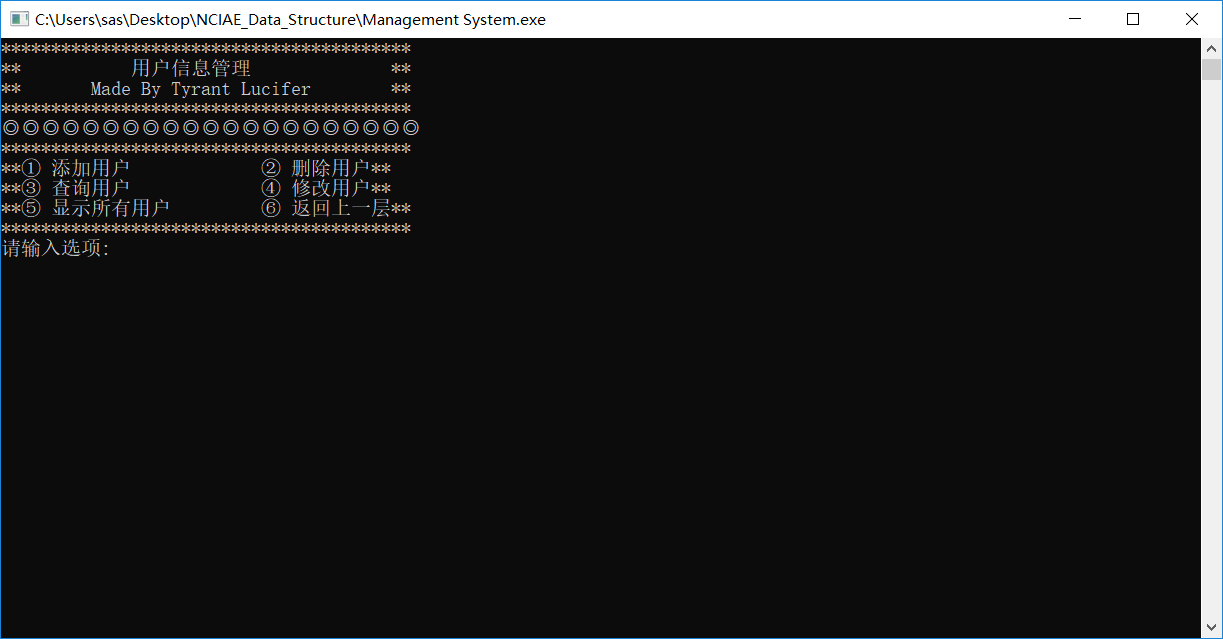 C:\Users\sas\Desktop\NCIAE_Data_Structure\Management System.exe
*****************************************
**           用户信息管理              **
**       Made By Tyrant Lucifer        **
*****************************************
◎◎◎◎◎◎◎◎◎◎◎◎◎◎◎◎◎◎◎◎◎
*****************************************
**① 添加用户             ② 删除用户**
**③ 查询用户             ④ 修改用户**
**⑤ 显示所有用户         ⑥ 返回上一层**
*****************************************
请输入选项: